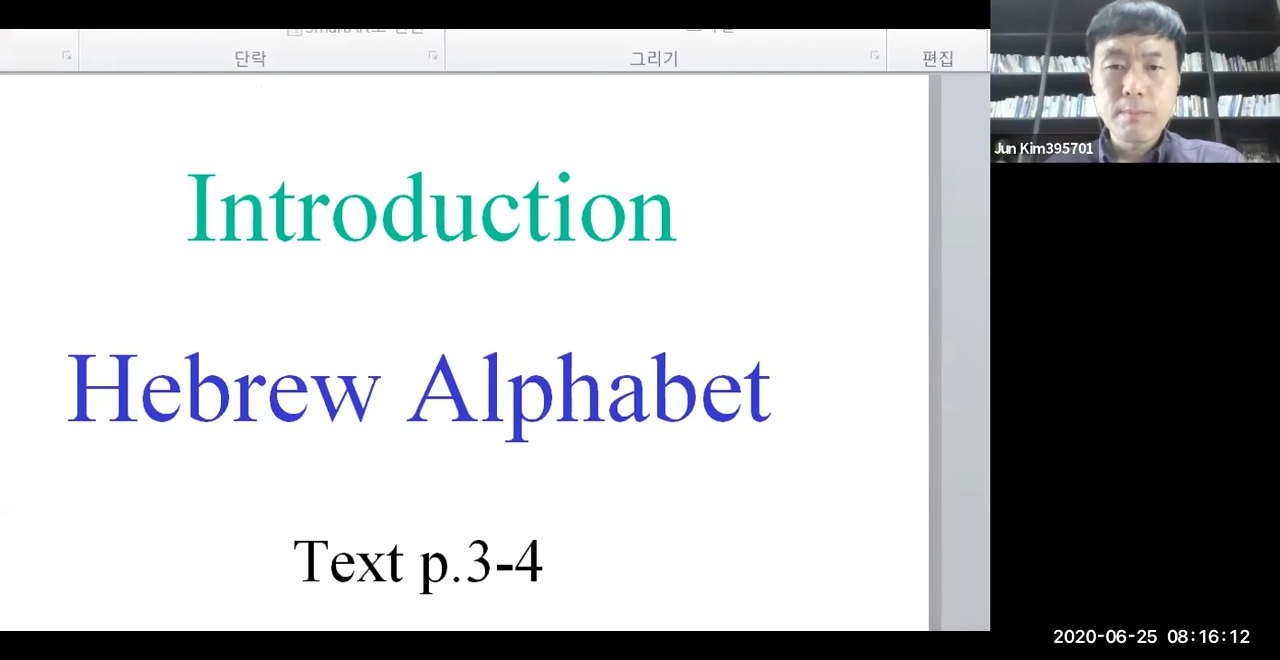 단락
그리기
편집
Introduction
Hebrew Alphabet
Text p.3-4
Jun Kim395701
2020-06-25 08:16:12